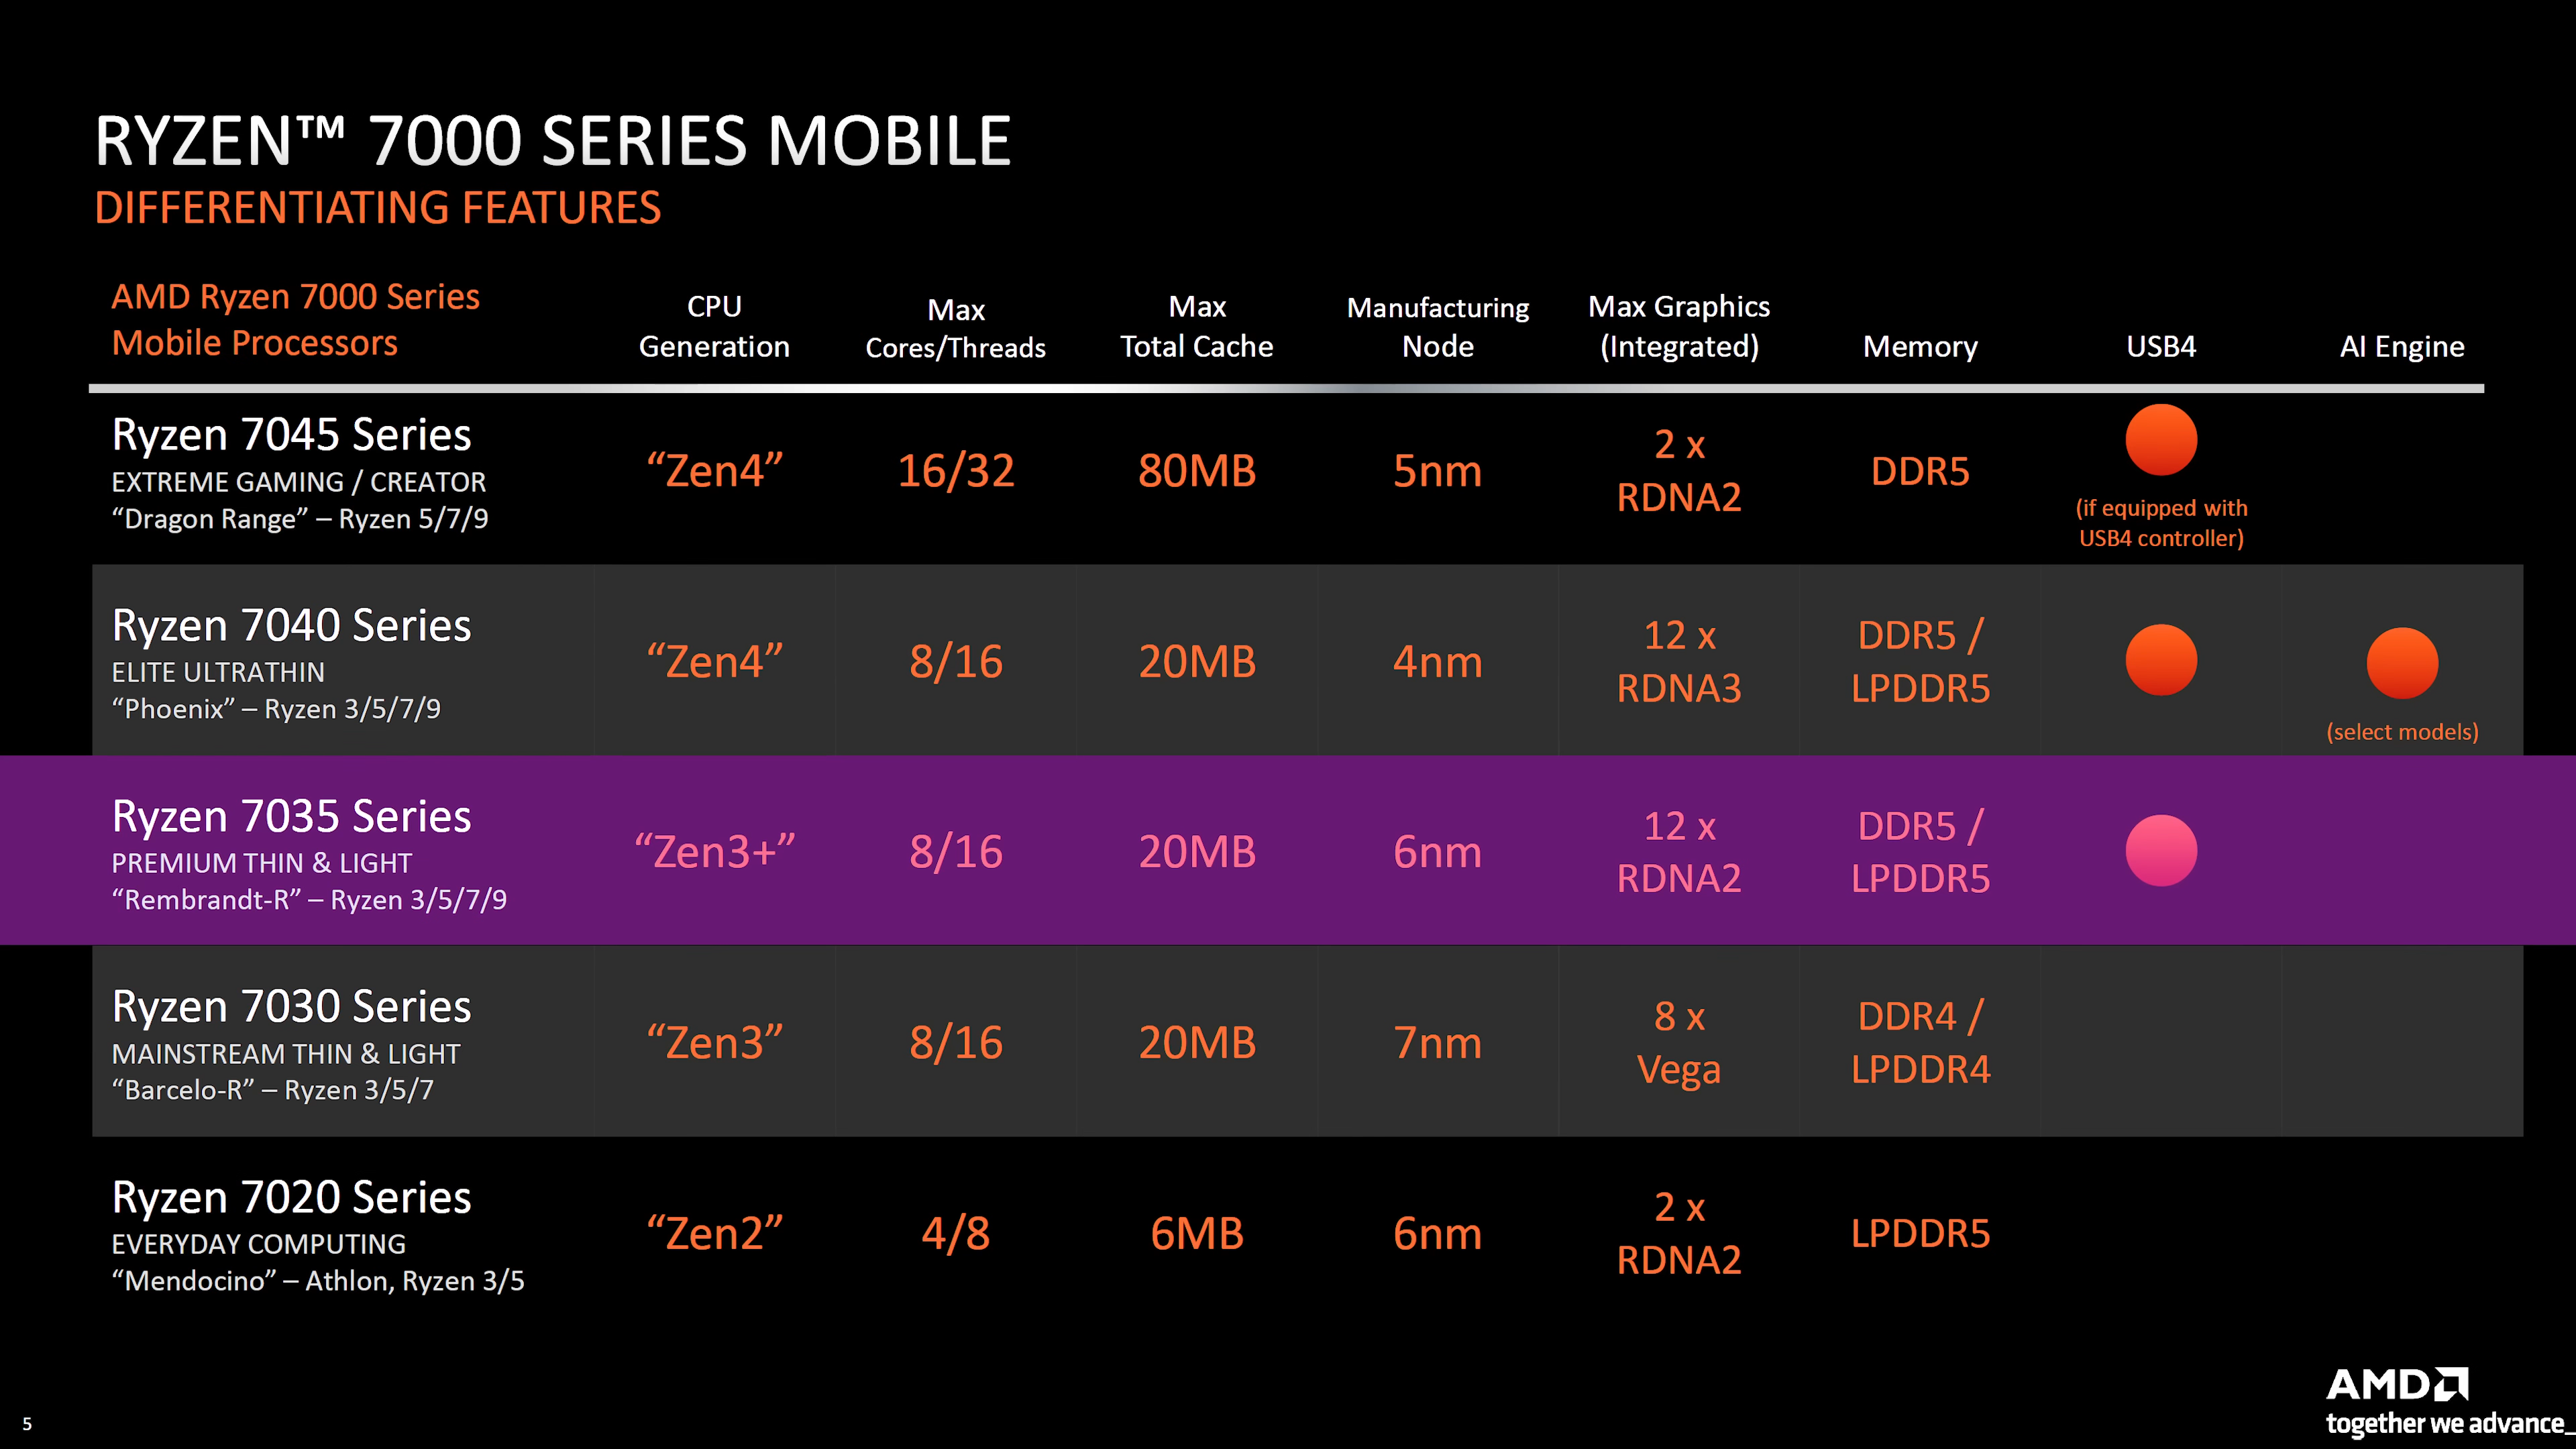 RYZEN™ 7000 SERIES MOBILE
DIFFERENTIATING FEATURES
AMD Ryzen 7000 Series
Mobile Processors
CPU
Generation
Max
Cores/Threads
Max
Total Cache
Manufacturing
Node
Max Graphics
(Integrated)
Memory
USB4
AI Engine
Ryzen 7045 Series
EXTREME GAMING / CREATOR
“Dragon Range” – Ryzen 5/7/9
“Zen4”
16/32
80MB
5nm
2 x
RDNA2
DDR5
(if equipped with
USB4 controller)
Ryzen 7040 Series
ELITE ULTRATHIN
“Phoenix” – Ryzen 3/5/7/9
“Zen4”
8/16
20MB
4nm
12 x
RDNA3
DDR5 /
LPDDR5
(select models)
Ryzen 7035 Series
PREMIUM THIN & LIGHT
“Rembrandt-R” – Ryzen 3/5/7/9
“Zen3+”
8/16
20MB
6nm
12 x
RDNA2
DDR5 /
LPDDR5
Ryzen 7030 Series
MAINSTREAM THIN & LIGHT
“Barcelo-R” – Ryzen 3/5/7
“Zen3”
8/16
20MB
7nm
8 x
Vega
DDR4 /
LPDDR4
Ryzen 7020 Series
EVERYDAY COMPUTING
“Mendocino” – Athlon, Ryzen 3/5
“Zen2”
4/8
6MB
6nm
2 x
RDNA2
LPDDR5
AMD
together we advance_
5